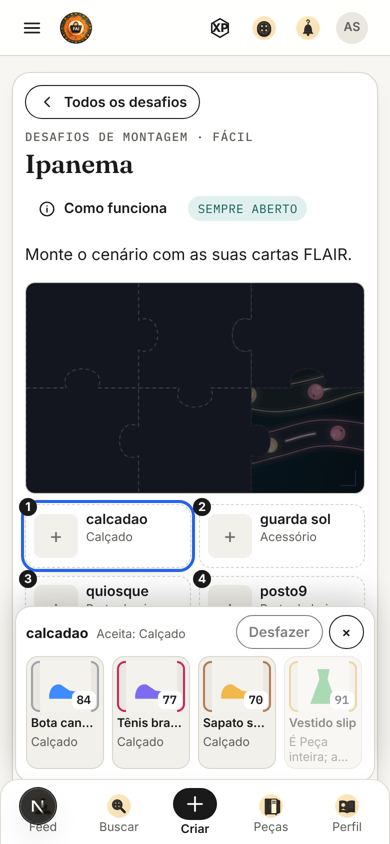 XP
AS
Todos os desafios
DESAFIOS DE MONTAGEM · FÁCIL
Ipanema
Como funciona
SEMPRE ABERTO
Monte o cenário com as suas cartas FLAIR.
1
calcadao
Calçado
2
guarda sol
Acessório
3
quiosque
4
posto9
calcadao
Aceita: Calçado
Desfazer
×
84
Bota can...
Calçado
77
Tênis bra...
Calçado
70
Sapato s...
Calçado
91
Vestido slip
É Peça
inteira; a...
N
Feed
Buscar
Criar
Peças
Perfil